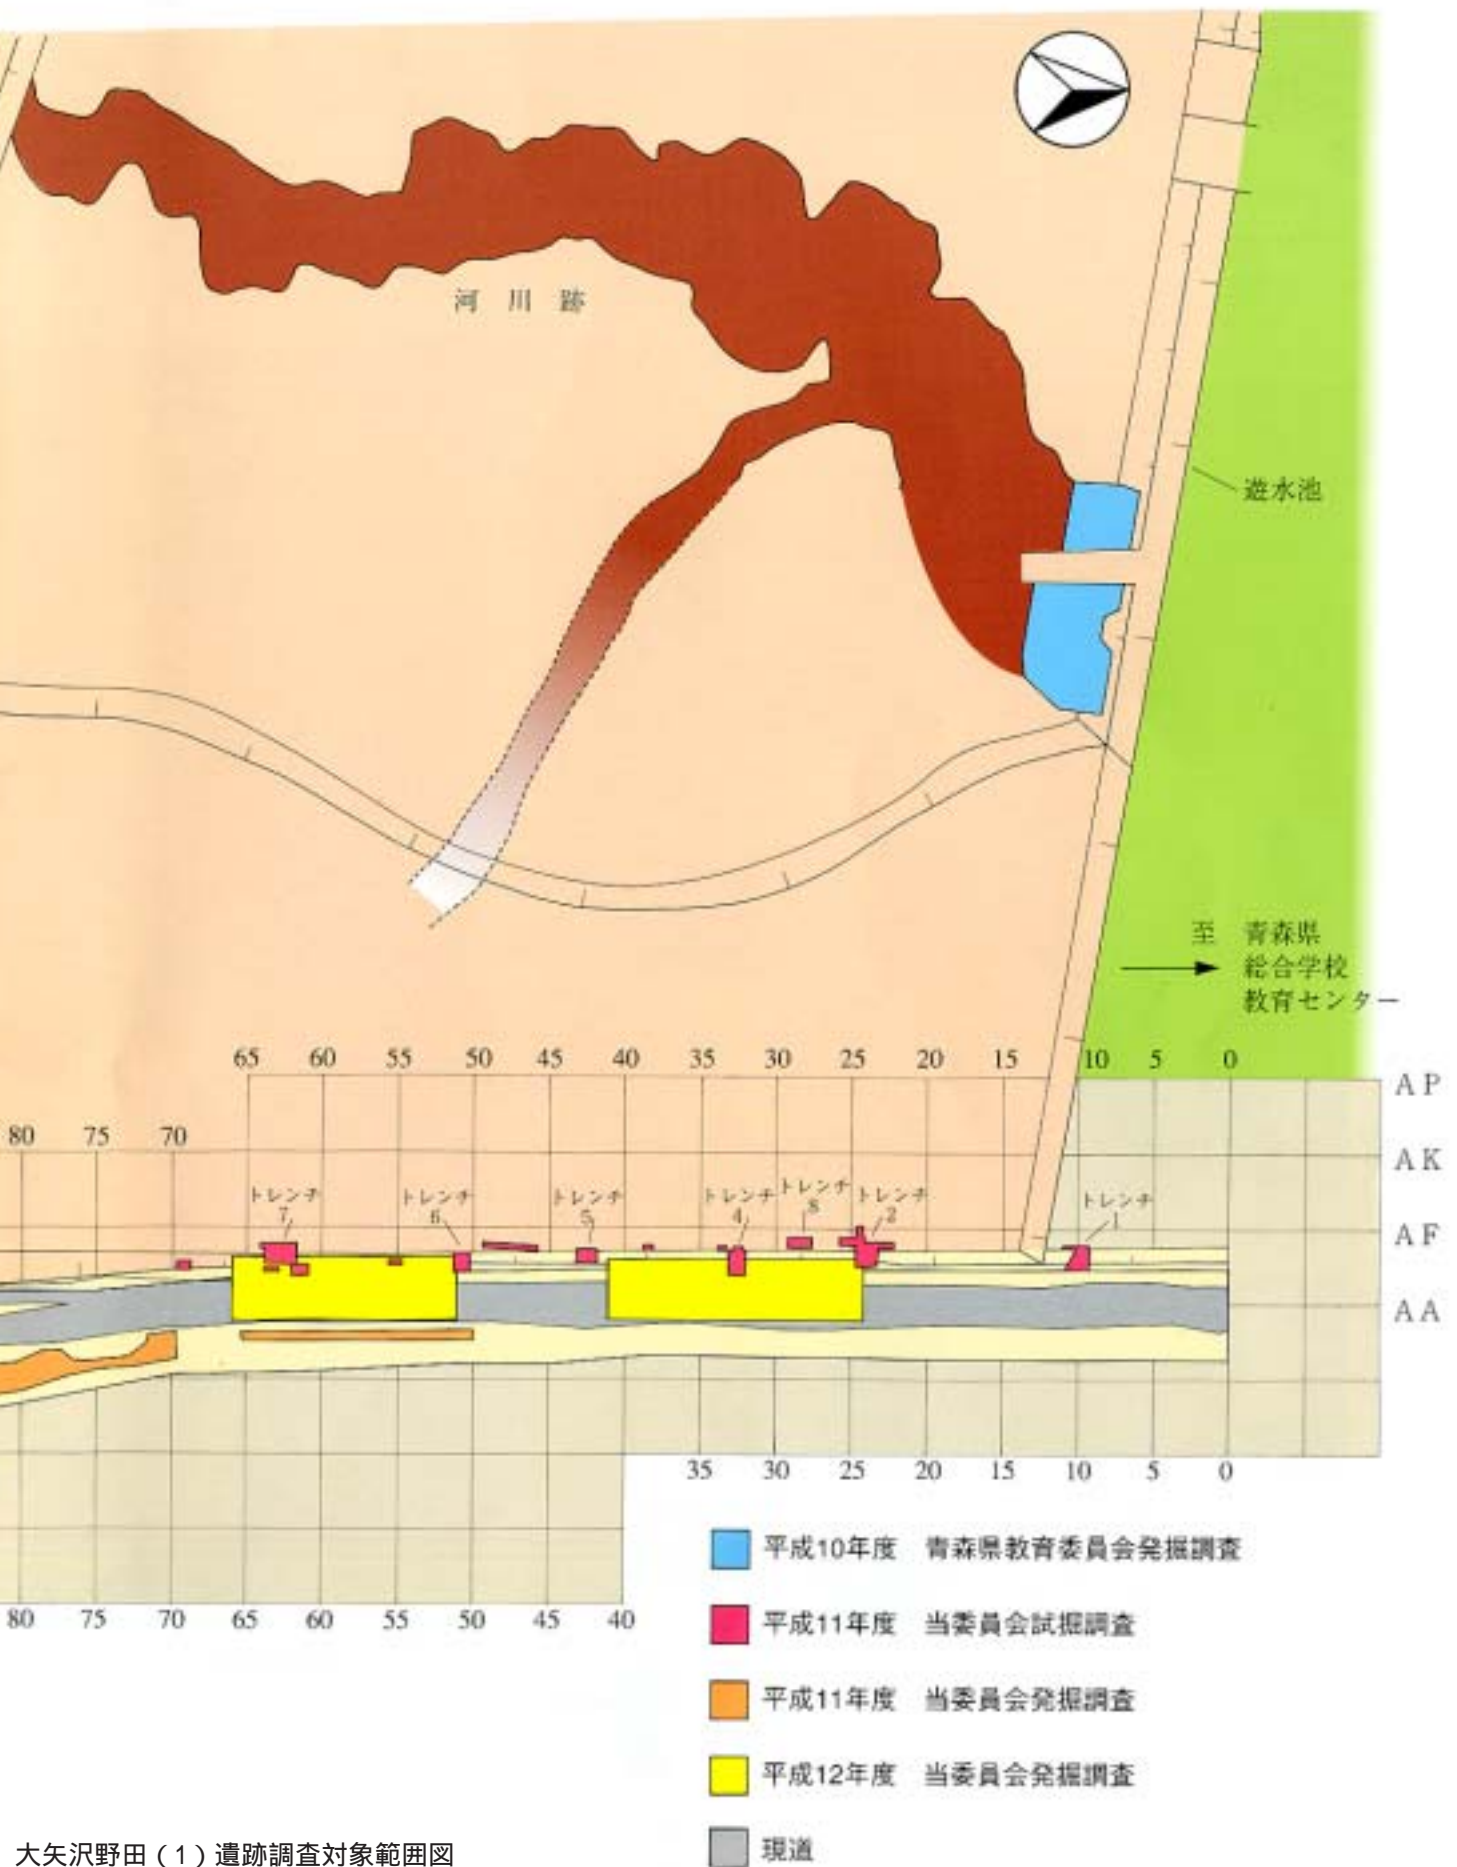 河川跡
遊水池
至 青森県
総合学校
教育センター
65 60 55 50 45 40 35 30 25 20 15 10 5 0
AP
80 75 70
AK
トレンチ 7
トレンチ 6
トレンチ 5
トレンチ 4
トレンチ 8
トレンチ 2
トレンチ 1
AF
AA
35 30 25 20 15 10 5 0
80 75 70 65 60 55 50 45 40
平成10年度 青森県教育委員会発掘調査
平成11年度 当委員会試掘調査
平成11年度 当委員会発掘調査
平成12年度 当委員会発掘調査
現道
大矢沢野田(1)遺跡調査対象範囲図